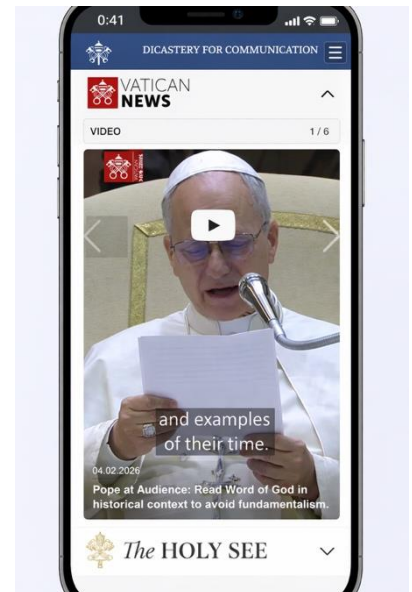 0:41
DICASTERY FOR COMMUNICATION
VATICAN
NEWS
VIDEO 1 / 6
and examples
of their time.
04.02.2026
Pope at Audience: Read Word of God in
historical context to avoid fundamentalism.
The HOLY SEE